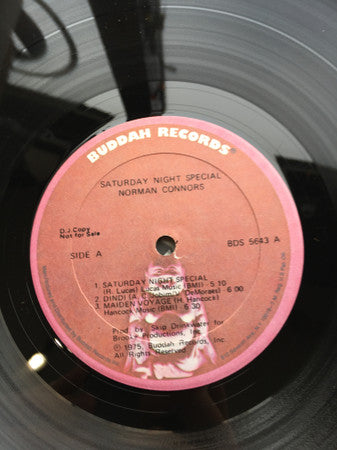 BUDDAH RECORDS
SATURDAY NIGHT SPECIAL
NORMAN CONNORS
D.J. Copy
Not for Sale
SIDE A
BDS 5643 A
1. SATURDAY NIGHT SPECIAL
(R. Lucas) Lucas Music (BMI) 5:10
2. DINDI (A. C. Jobim/V. DeMoraes) 6:00
3. MAIDEN VOYAGE (H. Hancock)
Hancock Music (BMI) 6:30
Prod. by: Skip Drinkwater for
Productions, Inc.
© 1975, Buddah Records, Inc.
All Rights Reserved